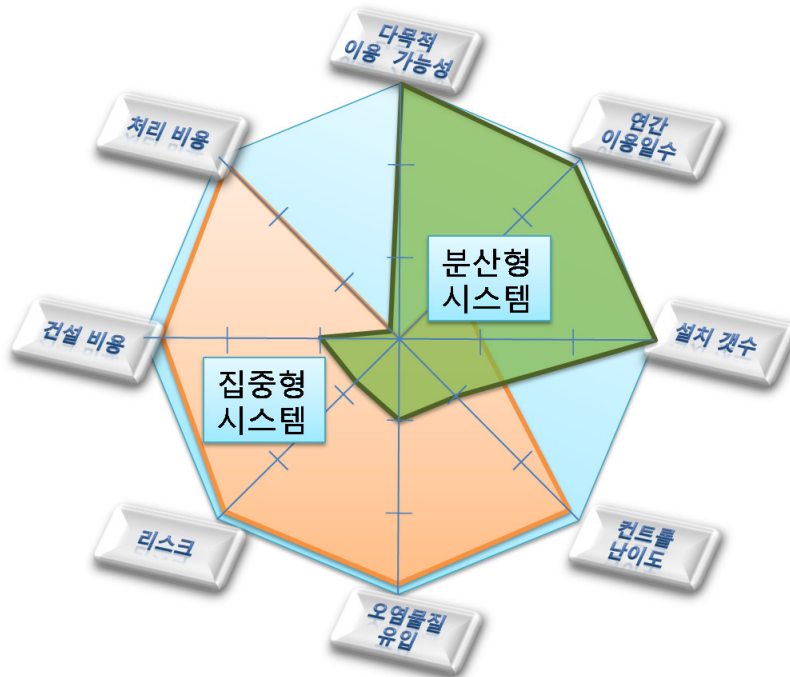 다목적
이용 가능성
연간
이용일수
처리 비용
분산형
시스템
설치 갯수
건설 비용
집중형
시스템
컨트롤
난이도
리스크
오염물질
유입